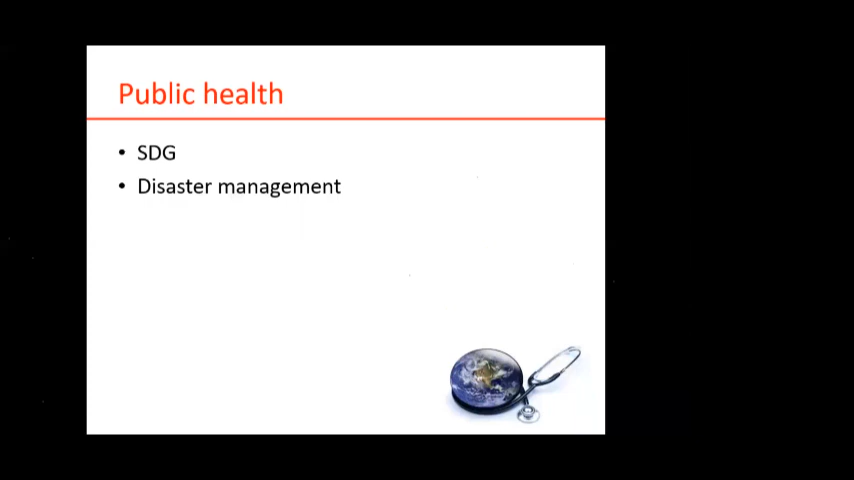 Public health
• SDG
• Disaster management